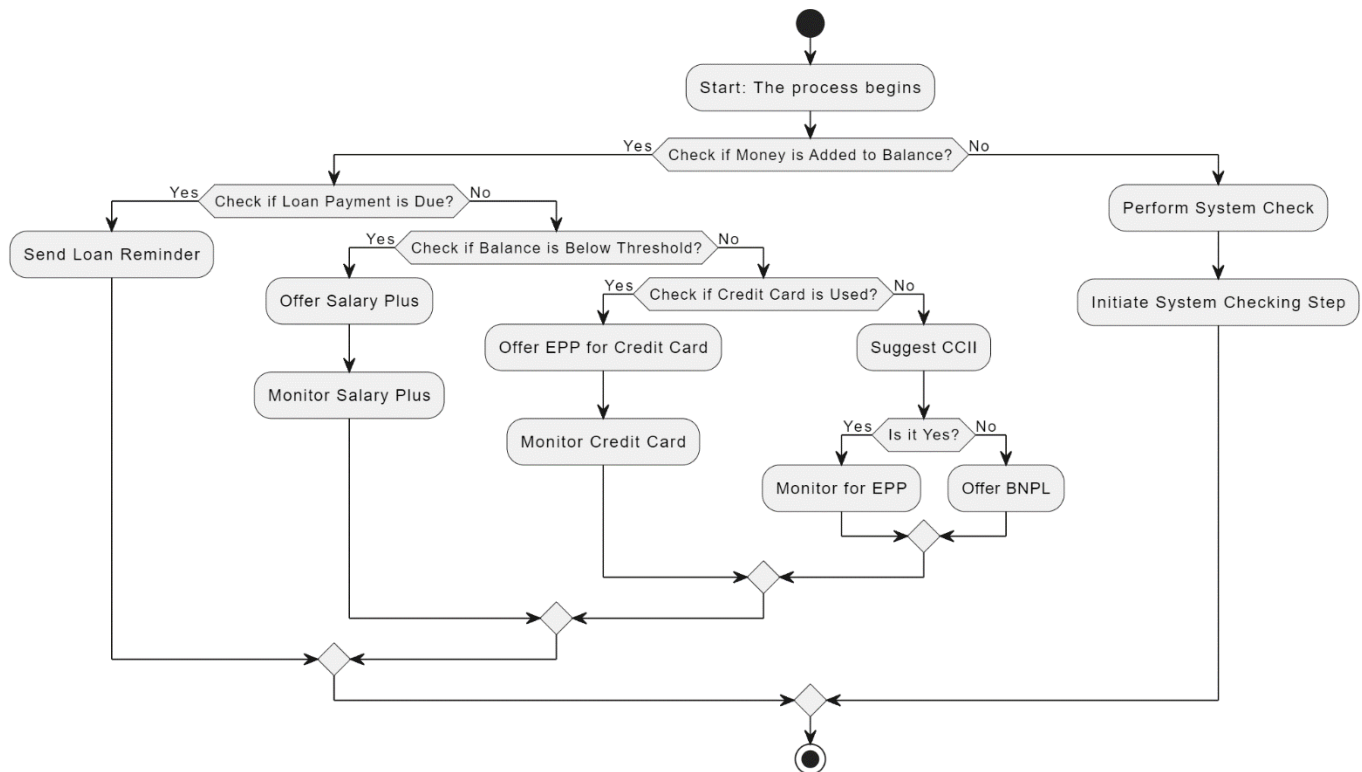 Start: The process begins
Yes
Check if Money is Added to Balance?
No
Yes
Check if Loan Payment is Due?
No
Perform System Check
Send Loan Reminder
Yes
Check if Balance is Below Threshold?
No
Offer Salary Plus
Yes
Check if Credit Card is Used?
No
Initiate System Checking Step
Offer EPP for Credit Card
Suggest CCII
Monitor Salary Plus
Monitor Credit Card
Yes
Is it Yes?
No
Monitor for EPP
Offer BNPL